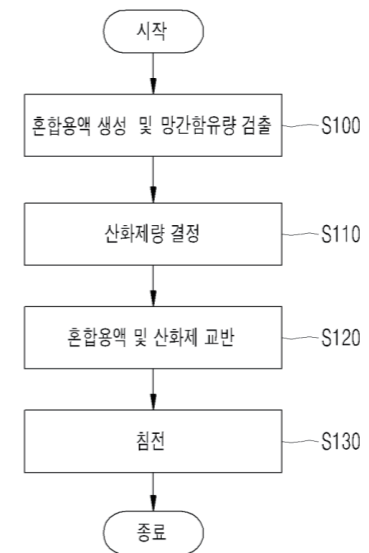 시작
혼합용액 생성 및 망간함유량 검출 S100
산화제량 결정 S110
혼합용액 및 산화제 교반 S120
침전 S130
종료